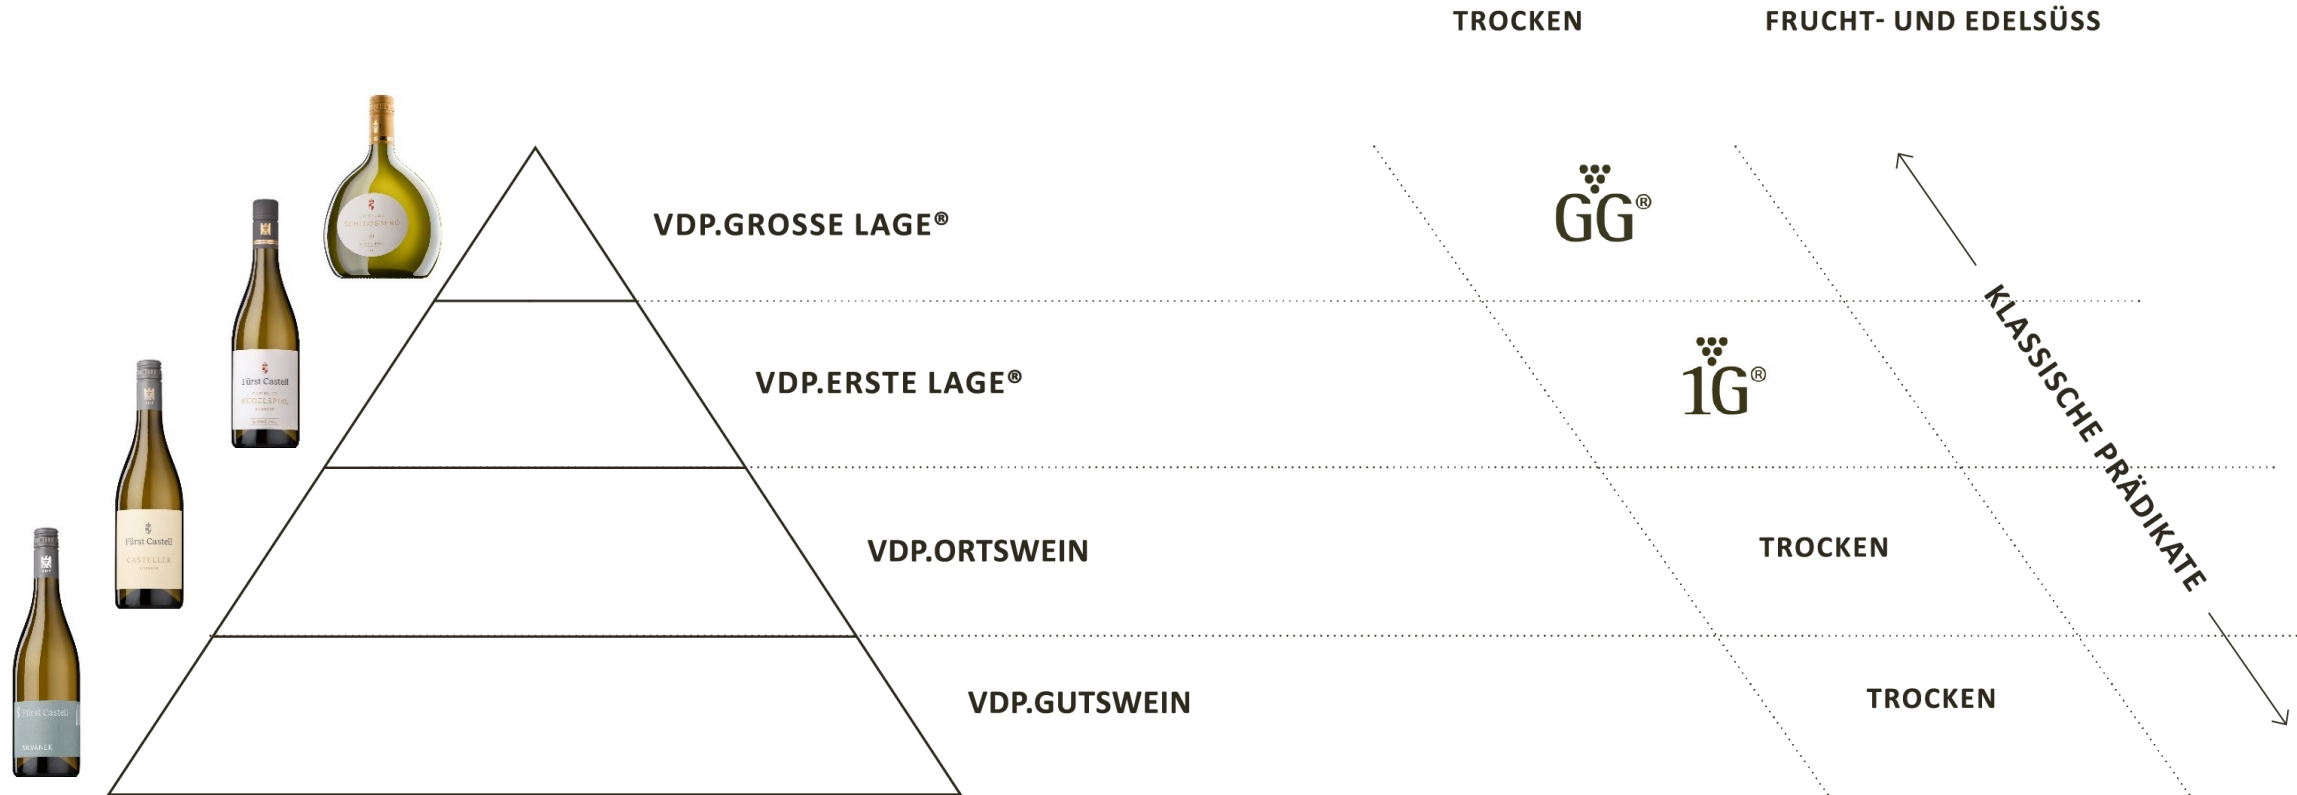 TROCKEN
FRUCHT- UND EDELSÜSS
VDP.GROSSE LAGE®
GG®
VDP.ERSTE LAGE®
1G®
KLASSISCHE PRÄDIKATE
Fürst Castell
VDP.ORTSWEIN
TROCKEN
Fürst Castell
CASTELLER
VDP.GUTSWEIN
TROCKEN
Fürst Castell
SILVANER